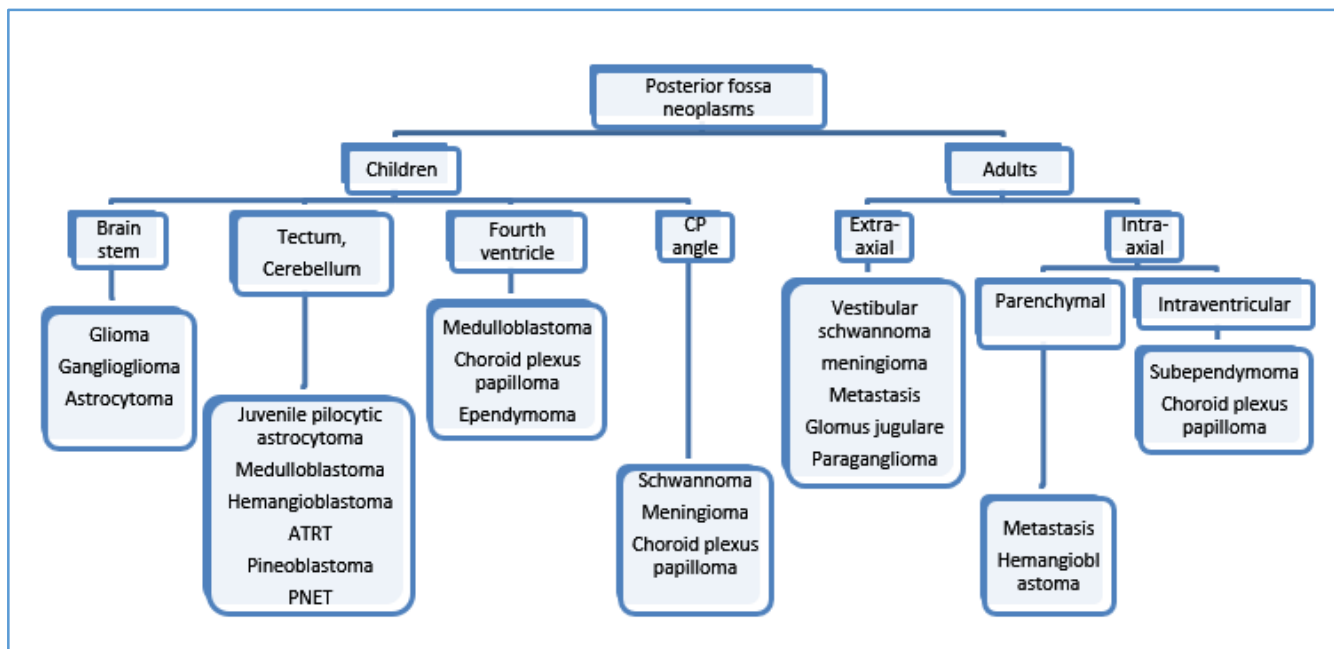 Posterior fossa
neoplasms
Children
Adults
Brain
stem
Tectum,
Cerebellum
Fourth
ventricle
CP
angle
Extra-
axial
Intra-
axial
Glioma
Ganglioglioma
Astrocytoma
Juvenile pilocytic
astrocytoma
Medulloblastoma
Hemangioblastoma
ATRT
Pineoblastoma
PNET
Medulloblastoma
Choroid plexus
papilloma
Ependymoma
Schwannoma
Meningioma
Choroid plexus
papilloma
Vestibular
schwannoma
meningioma
Metastasis
Glomus jugulare
Paraganglioma
Parenchymal
Intraventricular
Metastasis
Hemangiobl
astoma
Subependymoma
Choroid plexus
papilloma